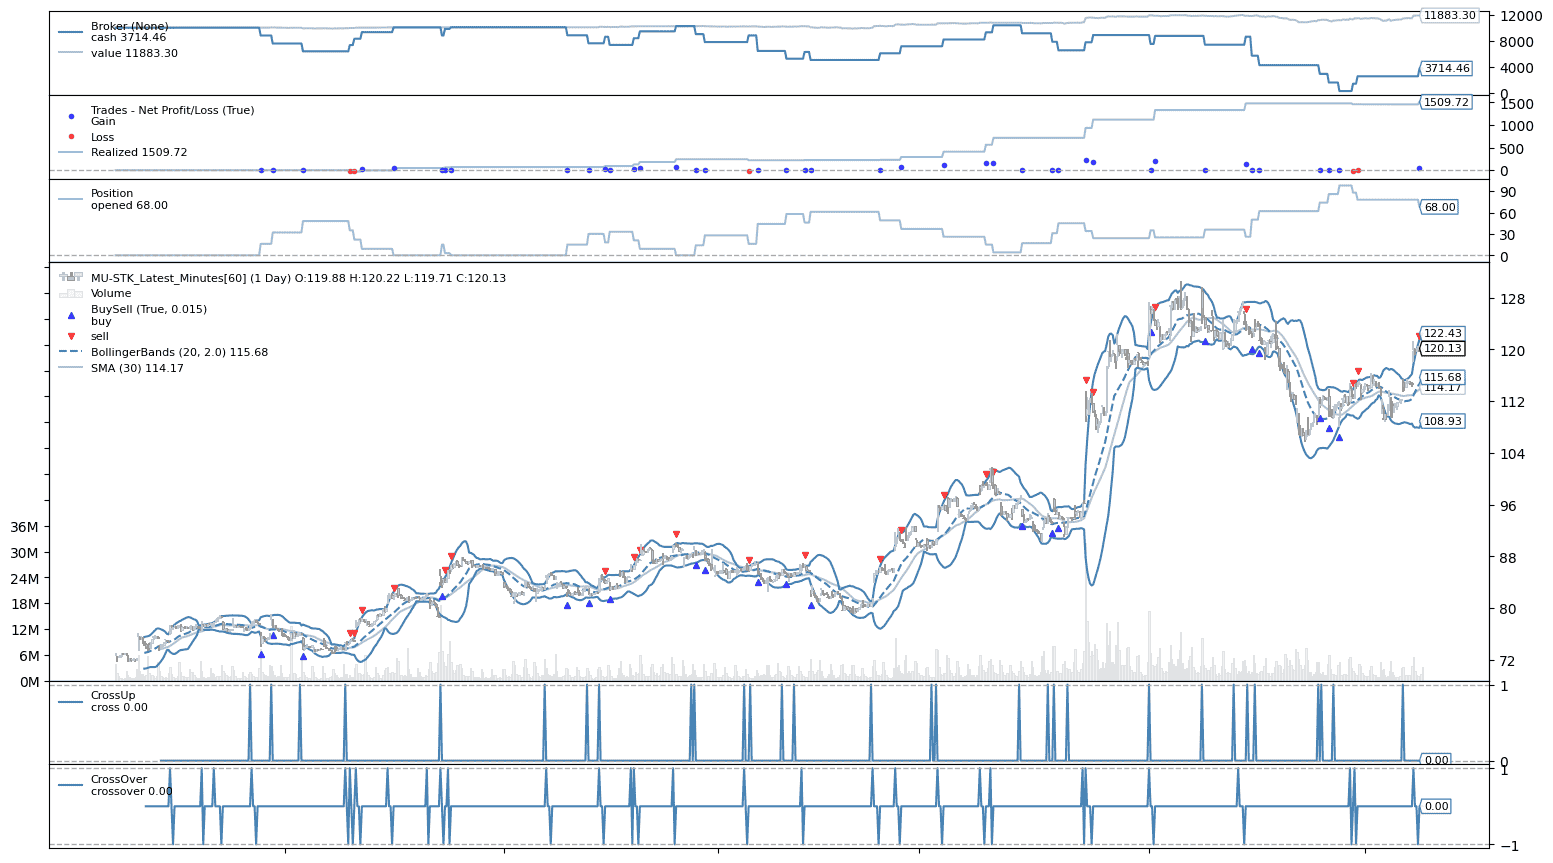 Broker (None)
cash 3714.46
value 11883.30
12000
11883.30
8000
4000
3714.46
0
Trades - Net Profit/Loss (True)
Gain
Loss
Realized 1509.72
1500
1509.72
1000
500
0
Position
opened 68.00
90
60
68.00
30
0
MU-STK_Latest_Minutes[60] (1 Day) O:119.88 H:120.22 L:119.71 C:120.13
Volume
BuySell (True, 0.015)
buy
sell
BollingerBands (20, 2.0) 115.68
SMA (30) 114.17
128
122.43
120.13
120
115.68
114.17
112
108.93
104
96
88
80
72
36M
30M
24M
18M
12M
6M
0M
CrossUp
cross 0.00
1
0.00
0
CrossOver
crossover 0.00
1
0.00
−1